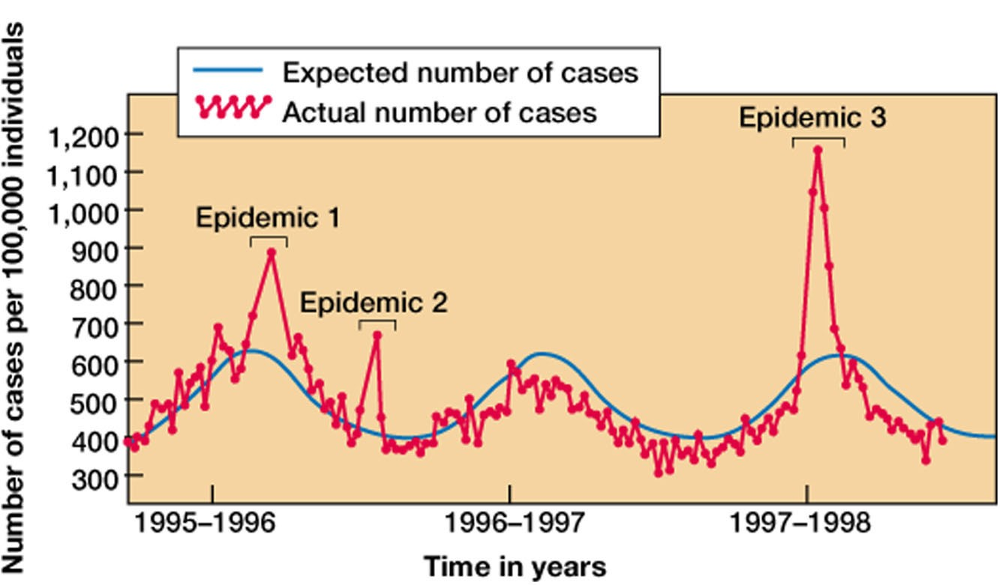 Number of cases per 100,000 individuals
Expected number of cases
Actual number of cases
Epidemic 3
1,200
1,100
1,000
Epidemic 1
900
800
Epidemic 2
700
600
500
400
300
1995–1996
1996–1997
1997–1998
Time in years